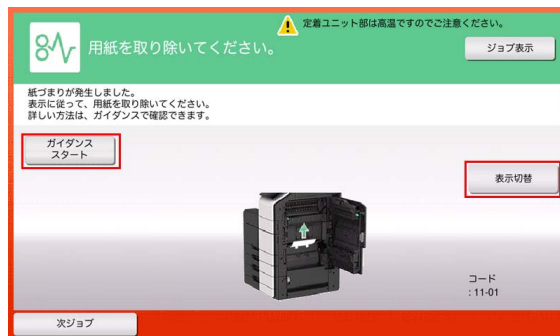 定着ユニット部は高温ですのでご注意ください。
用紙を取り除いてください。
ジョブ表示
紙づまりが発生しました。
表示に従って、用紙を取り除いてください。
詳しい方法は、ガイダンスで確認できます。
ガイダンス
スタート
表示切替
コード
: 11-01
次ジョブ